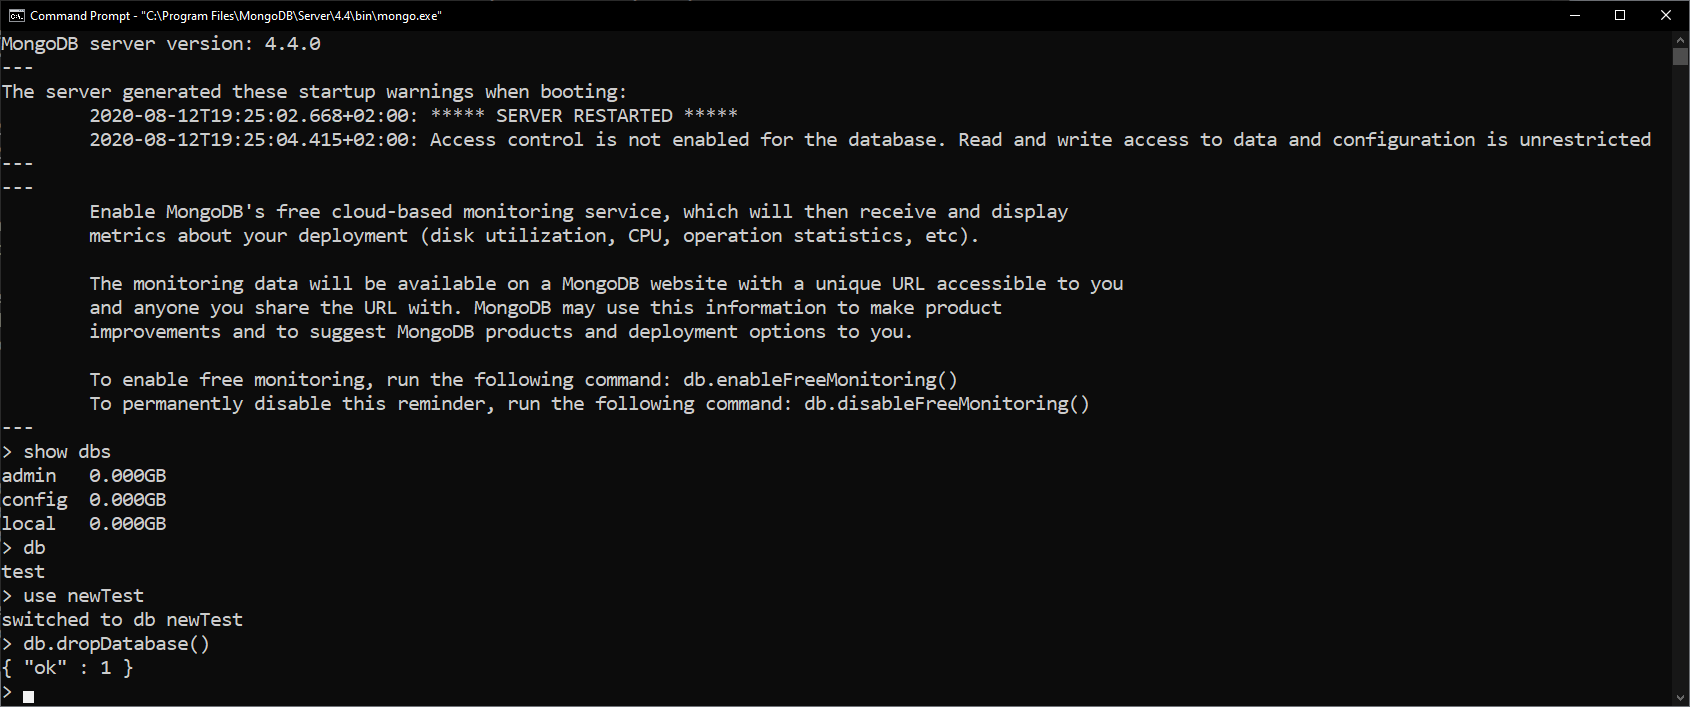 Command Prompt - "C:\Program Files\MongoDB\Server\4.4\bin\mongo.exe"
MongoDB server version: 4.4.0
---
The server generated these startup warnings when booting:
        2020-08-12T19:25:02.668+02:00: ***** SERVER RESTARTED *****
        2020-08-12T19:25:04.415+02:00: Access control is not enabled for the database. Read and write access to data and configuration is unrestricted
---
---
        Enable MongoDB's free cloud-based monitoring service, which will then receive and display
        metrics about your deployment (disk utilization, CPU, operation statistics, etc).

        The monitoring data will be available on a MongoDB website with a unique URL accessible to you
        and anyone you share the URL with. MongoDB may use this information to make product
        improvements and to suggest MongoDB products and deployment options to you.

        To enable free monitoring, run the following command: db.enableFreeMonitoring()
        To permanently disable this reminder, run the following command: db.disableFreeMonitoring()
---
> show dbs
admin   0.000GB
config  0.000GB
local   0.000GB
> db
test
> use newTest
switched to db newTest
> db.dropDatabase()
{ "ok" : 1 }
>